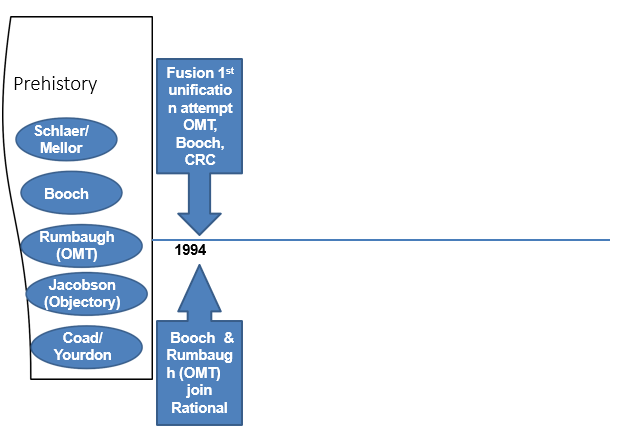 Prehistory
Schlaer/
Mellor
Booch
Rumbaugh
(OMT)
Jacobson
(Objectory)
Coad/
Yourdon
Fusion 1st
unificatio
n attempt
OMT,
Booch,
CRC
1994
Booch &
Rumbaug
h (OMT)
join
Rational